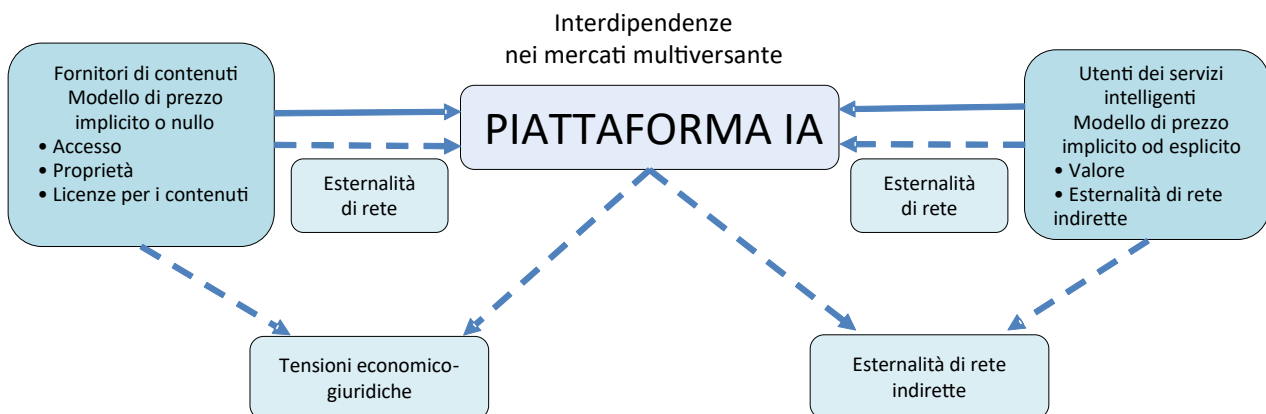 Interdipendenze
nei mercati multiversante
Fornitori di contenuti
Modello di prezzo
implicito o nullo
• Accesso
• Proprietà
• Licenze per i contenuti
PIATTAFORMA IA
Utenti dei servizi
intelligenti
Modello di prezzo
implicito od esplicito
• Valore
• Esternalità di rete
indirette
Esternalità
di rete
Esternalità
di rete
Tensioni economico-
giuridiche
Esternalità di rete
indirette